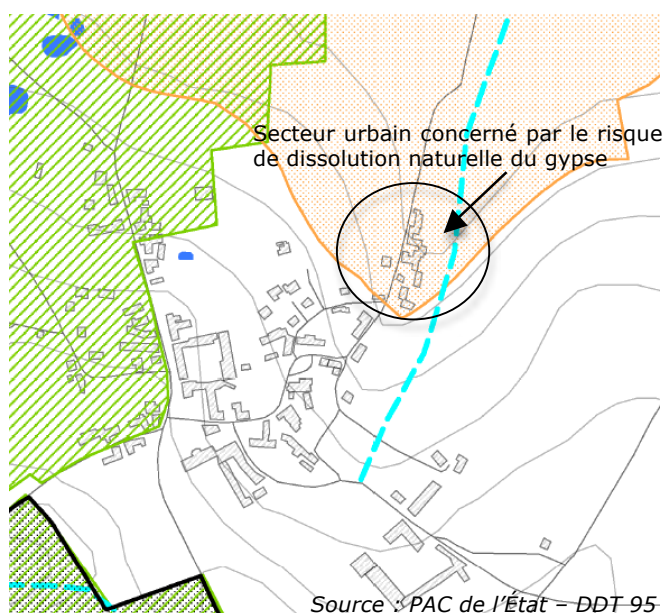 Secteur urbain concerné par le risque
de dissolution naturelle du gypse
Source : PAC de l'État – DDT 95